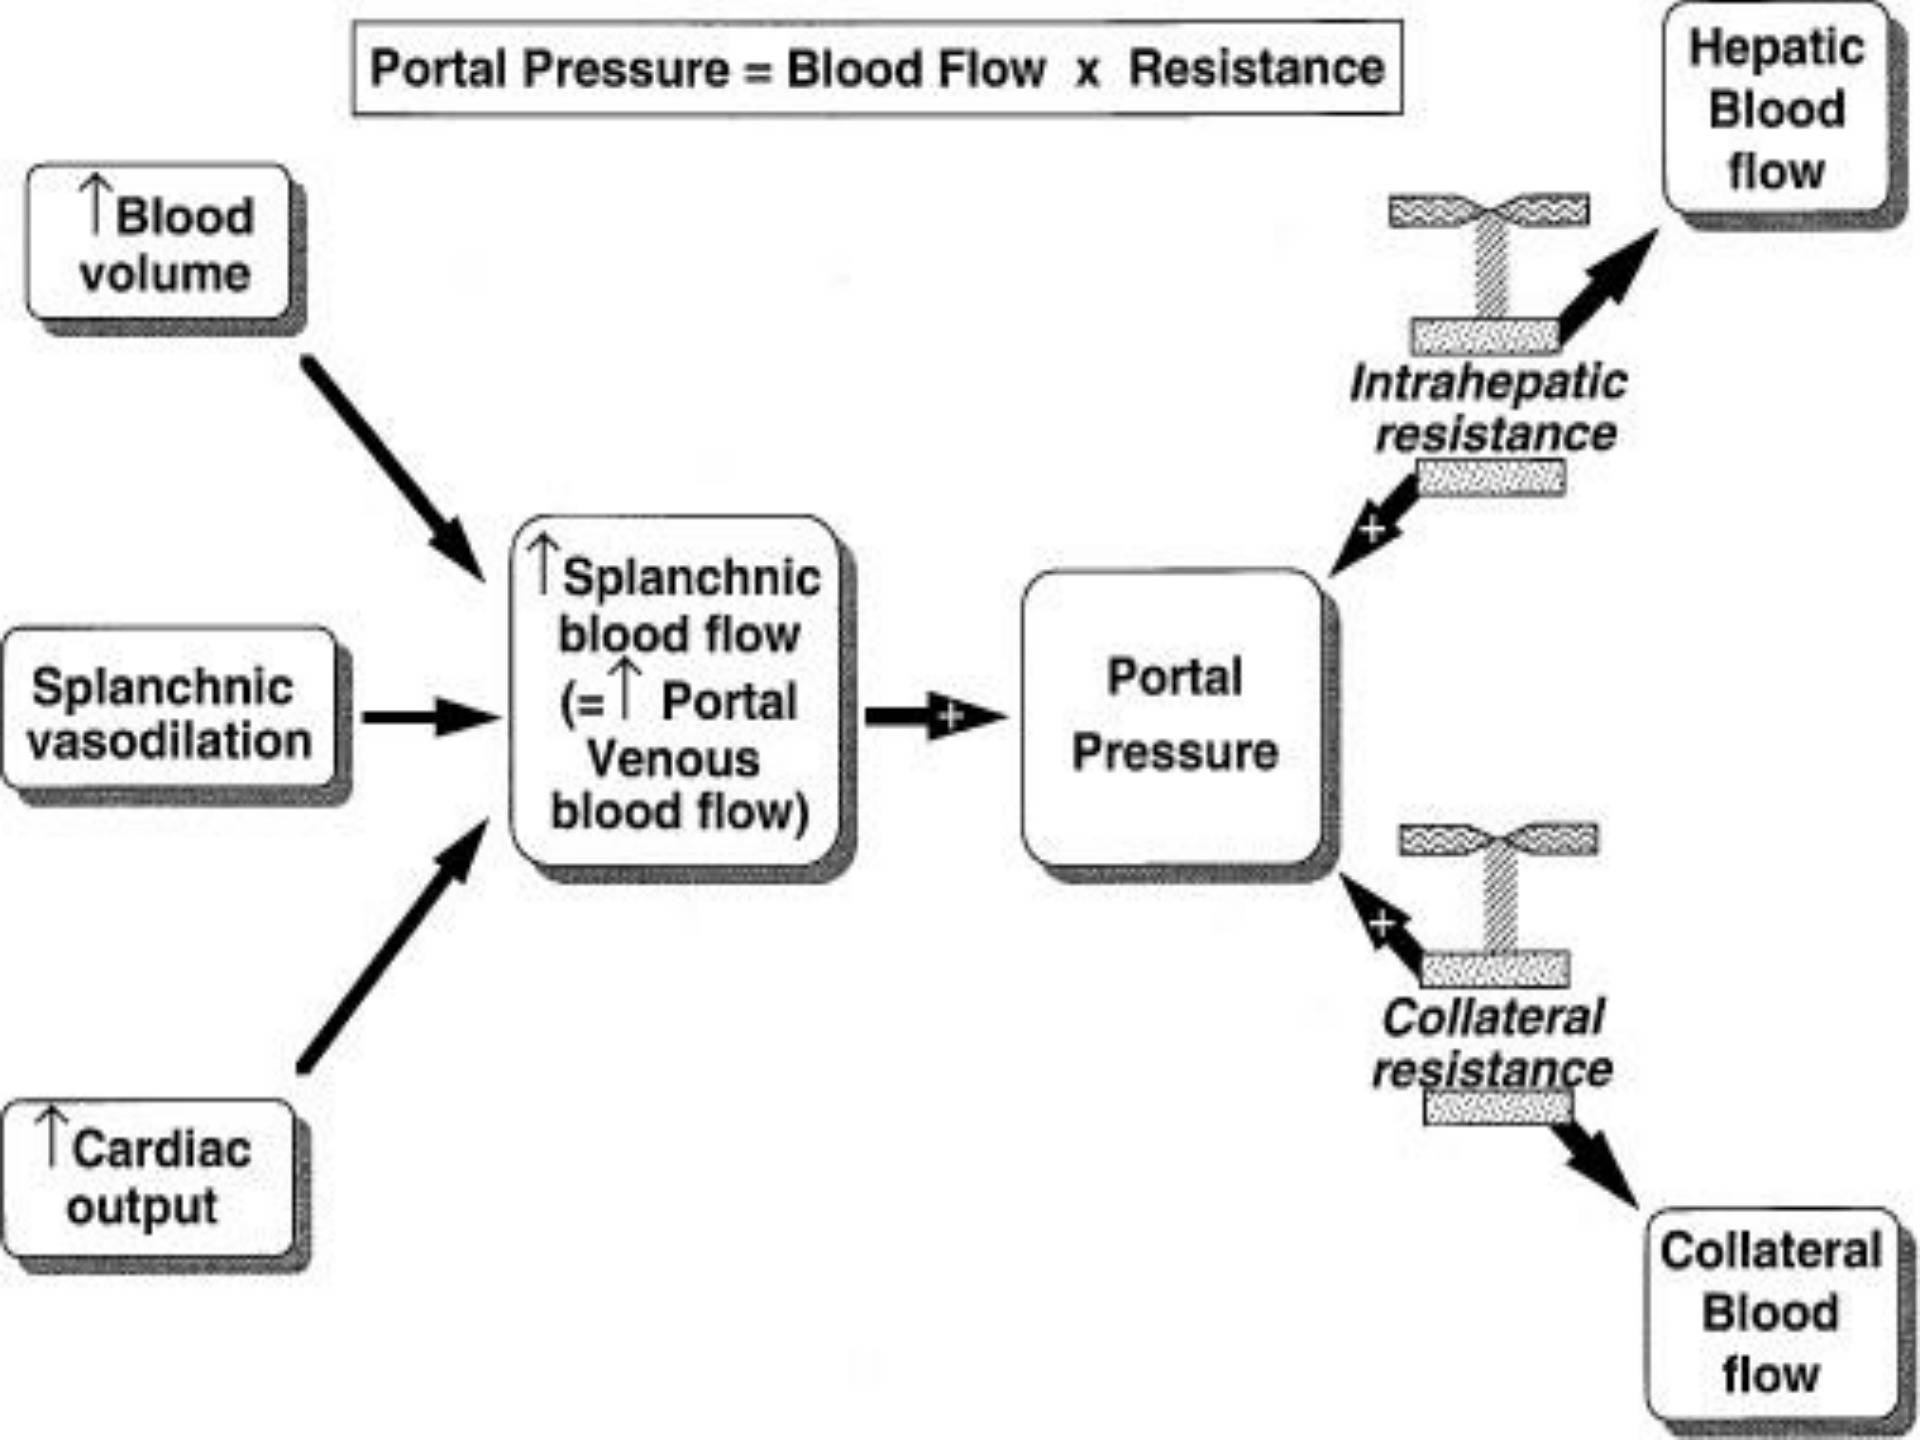 Portal Pressure = Blood Flow x Resistance
Hepatic
Blood
flow
↑Blood
volume
Intrahepatic
resistance
+
Splanchnic
vasodilation
↑Splanchnic
blood flow
(=↑ Portal
Venous
blood flow)
+
Portal
Pressure
+
Collateral
resistance
↑Cardiac
output
Collateral
Blood
flow